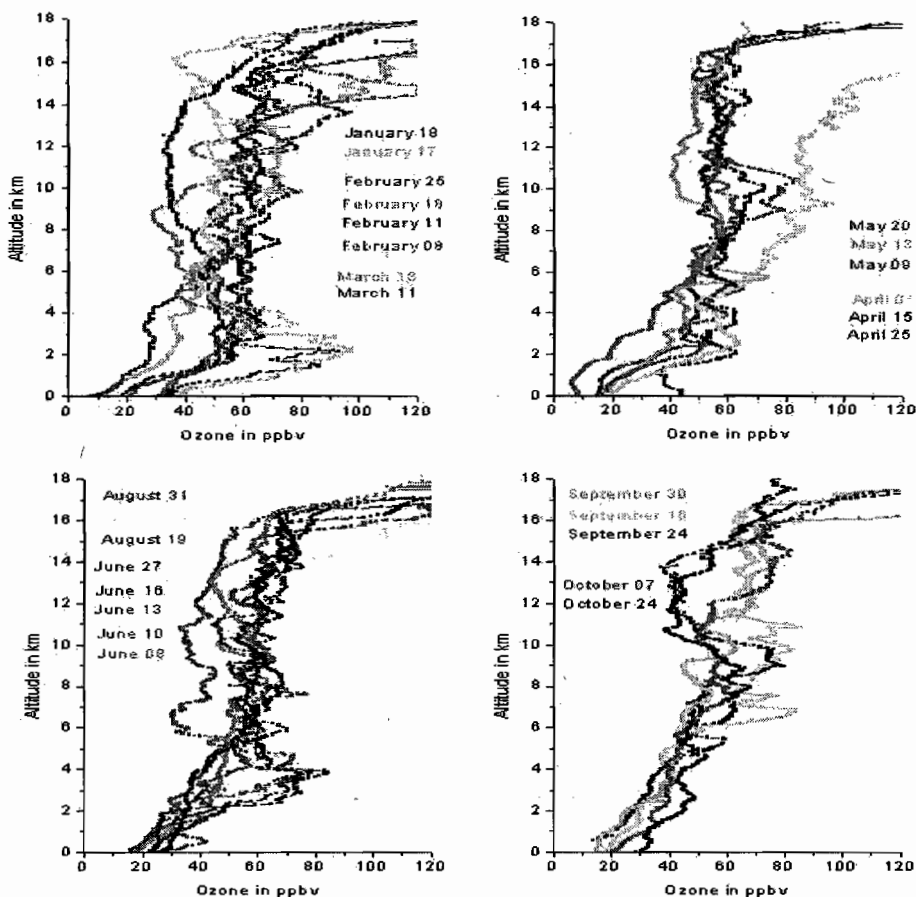 18
16
14
12
10
8
6
4
2
0
Altitude in km
January 18
January 17
February 25
February 18
February 11
February 09
March 18
March 11
0 20 40 60 80 100 120
Ozone in ppbv
18
16
14
12
10
8
6
4
2
0
Altitude in km
May 20
May 13
May 09
April
April 15
April 25
0 20 40 60 80 100 120
Ozone in ppbv
18
16
14
12
10
8
6
4
2
0
Altitude in km
August 31
August 19
June 27
June 16
June 13
June 10
June 08
0 20 40 60 80 100 120
Ozone in ppbv
18
16
14
12
10
8
6
4
2
0
Altitude in km
September 30
September 18
September 24
October 07
October 24
0 20 40 60 80 100 120
Ozone in ppbv